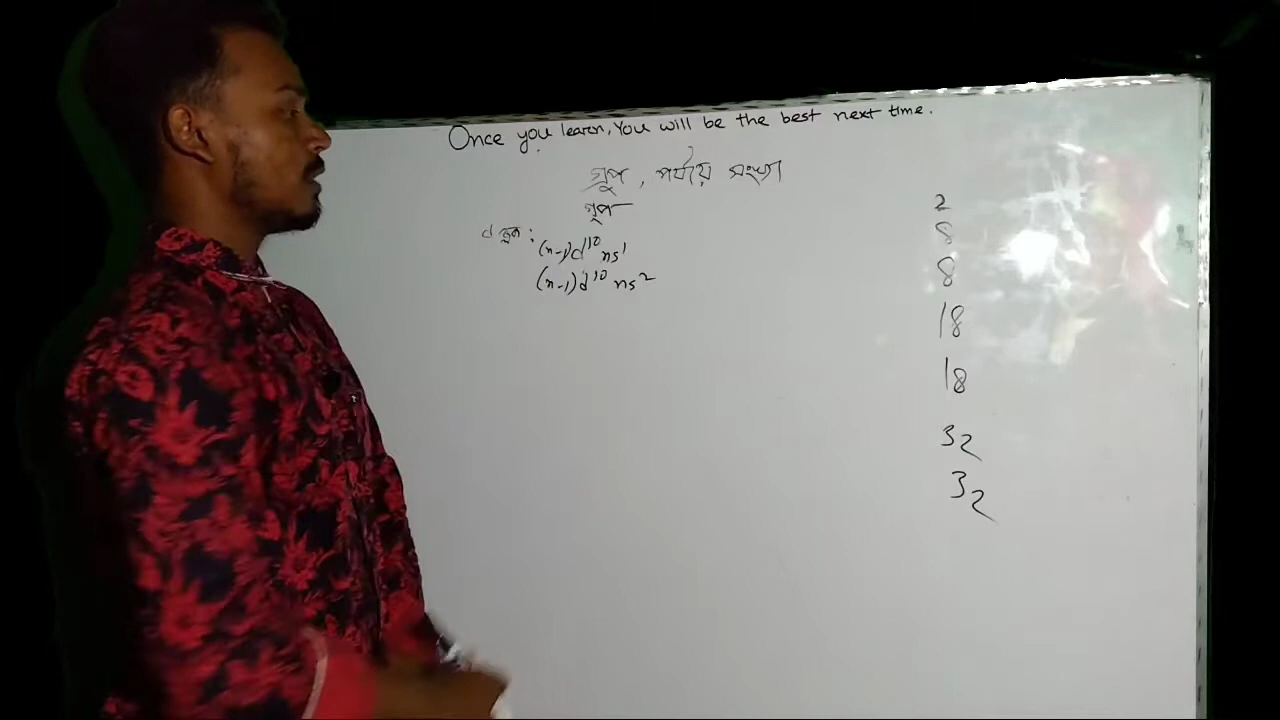 Once you learn, You will be the best next time.
গ্রুপ, পর্যায় সংখ্যা
গ্রুপ
d ব্লক :
(n-1)d¹⁰ ns¹
(n-1)d¹⁰ ns²
2
8
8
18
18
32
32